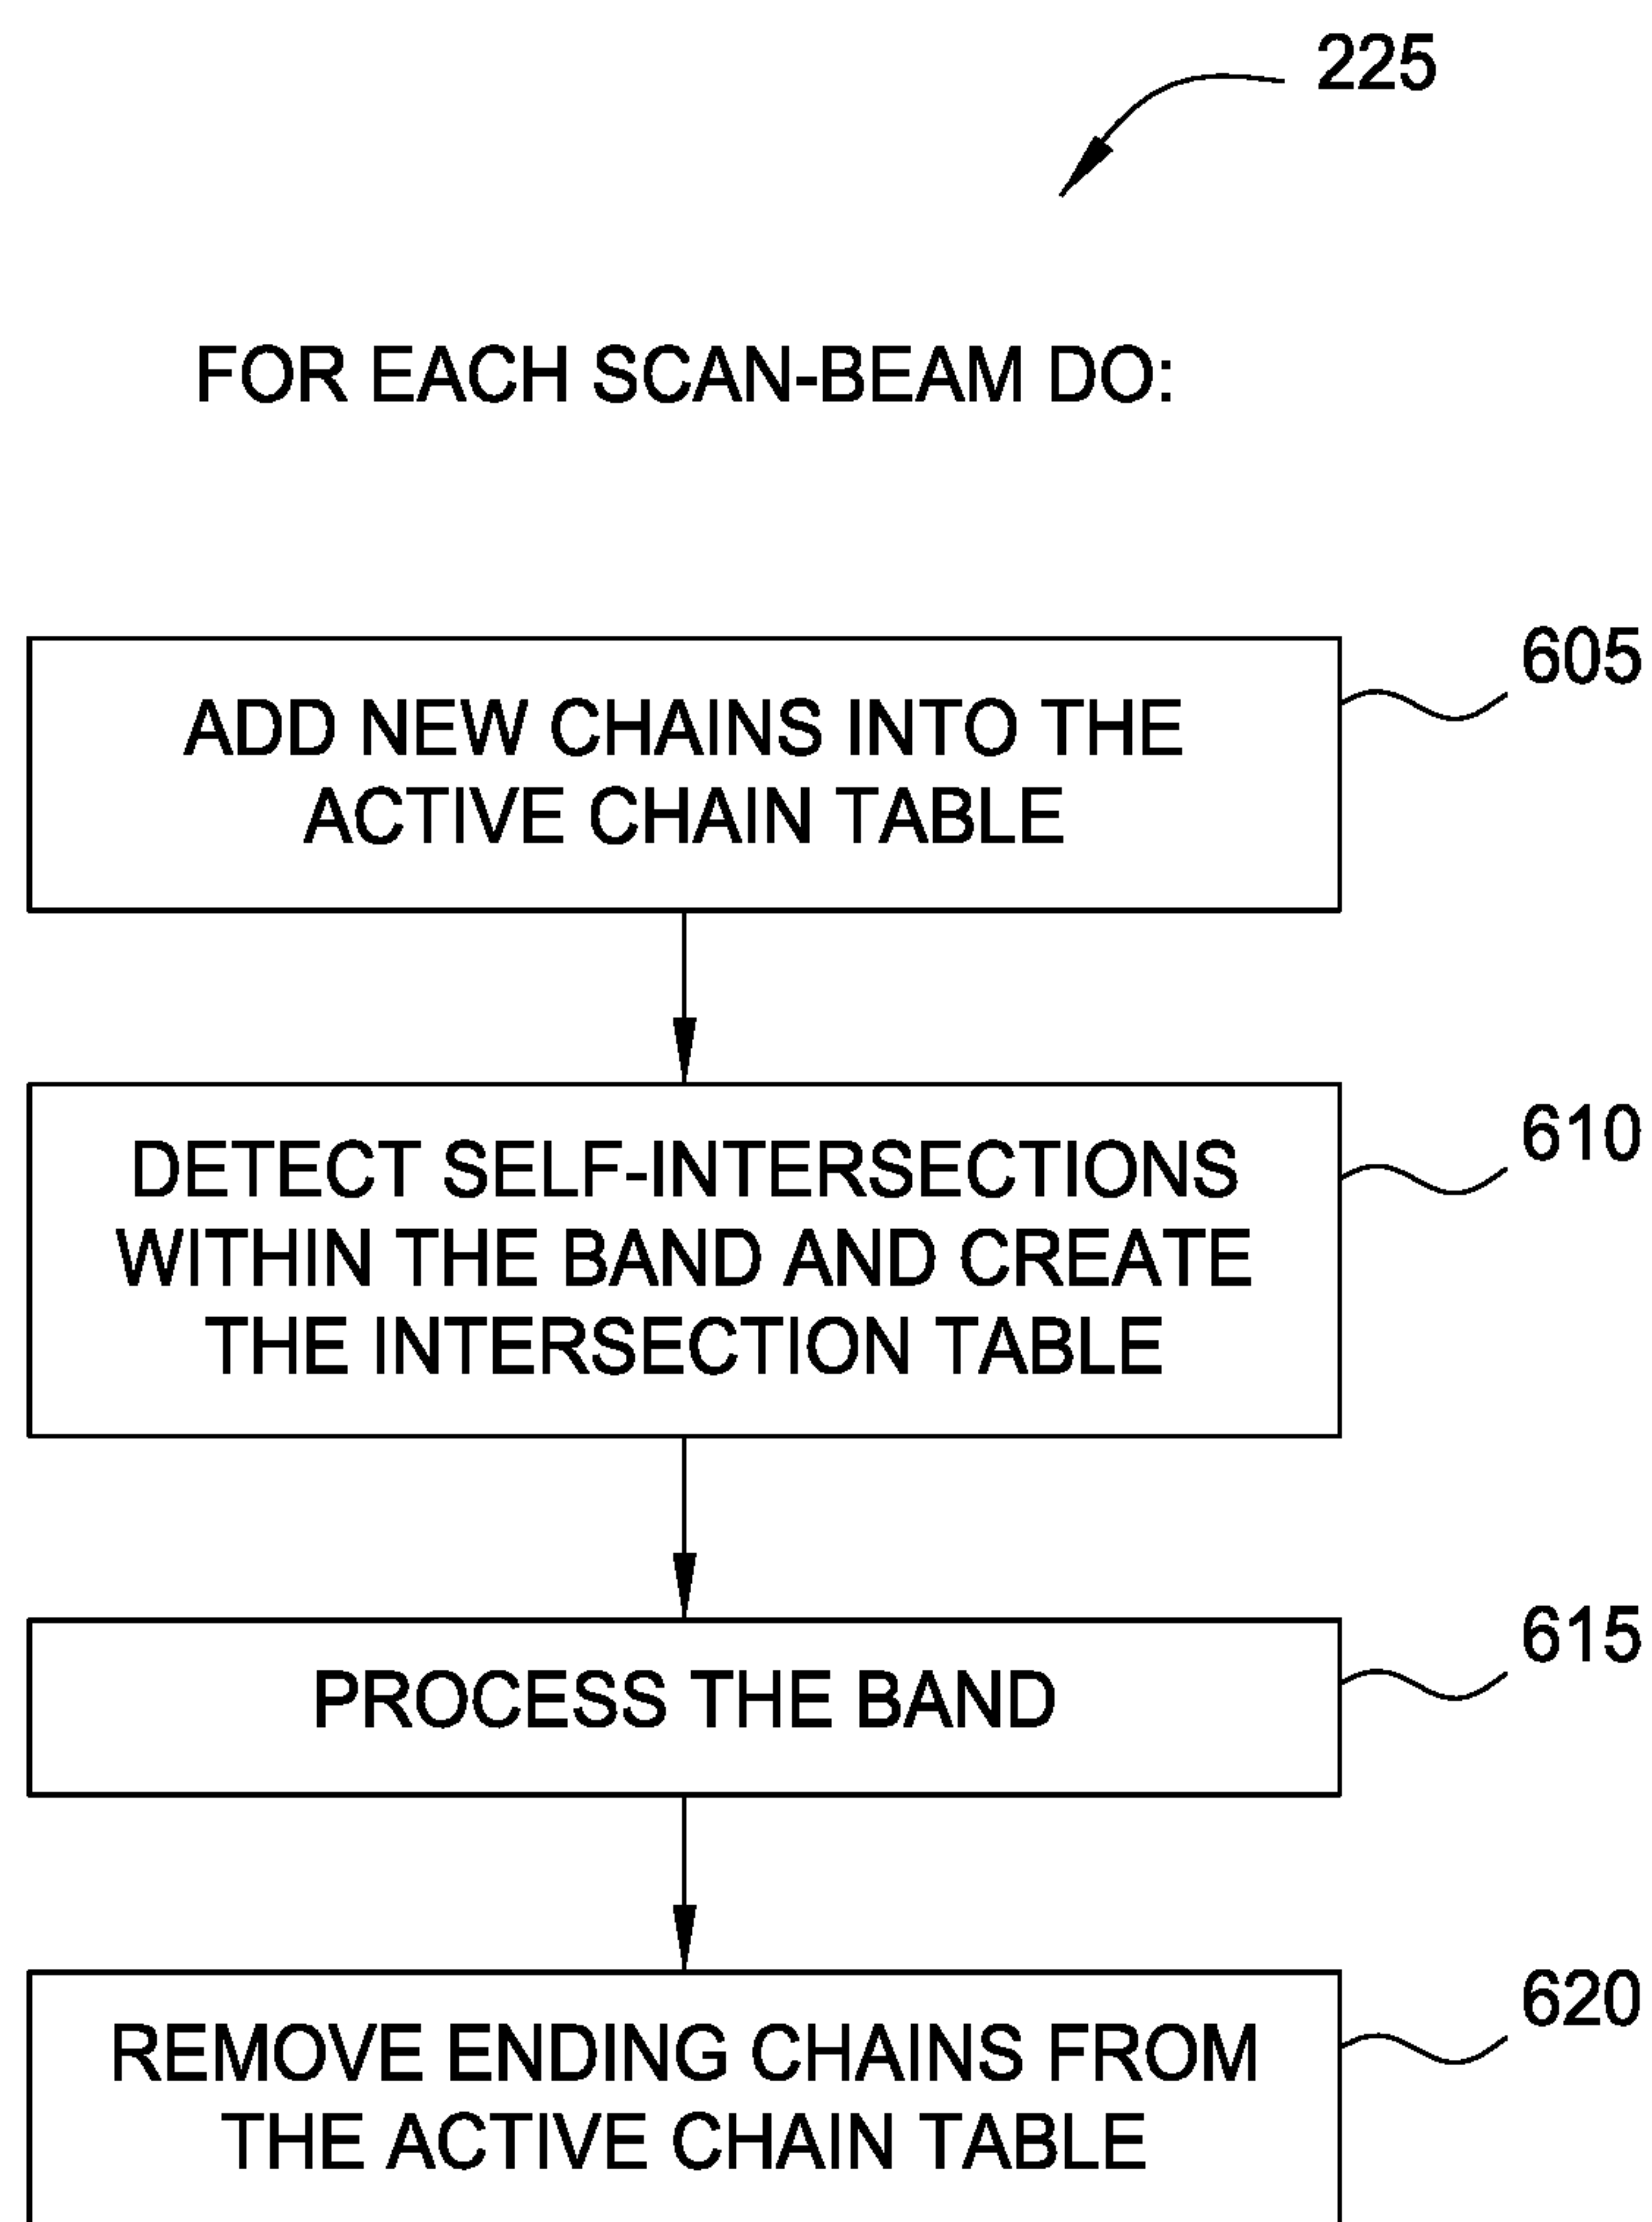 225
FOR EACH SCAN-BEAM DO:
605
ADD NEW CHAINS INTO THE
ACTIVE CHAIN TABLE
610
DETECT SELF-INTERSECTIONS
WITHIN THE BAND AND CREATE
THE INTERSECTION TABLE
615
PROCESS THE BAND
620
REMOVE ENDING CHAINS FROM
THE ACTIVE CHAIN TABLE